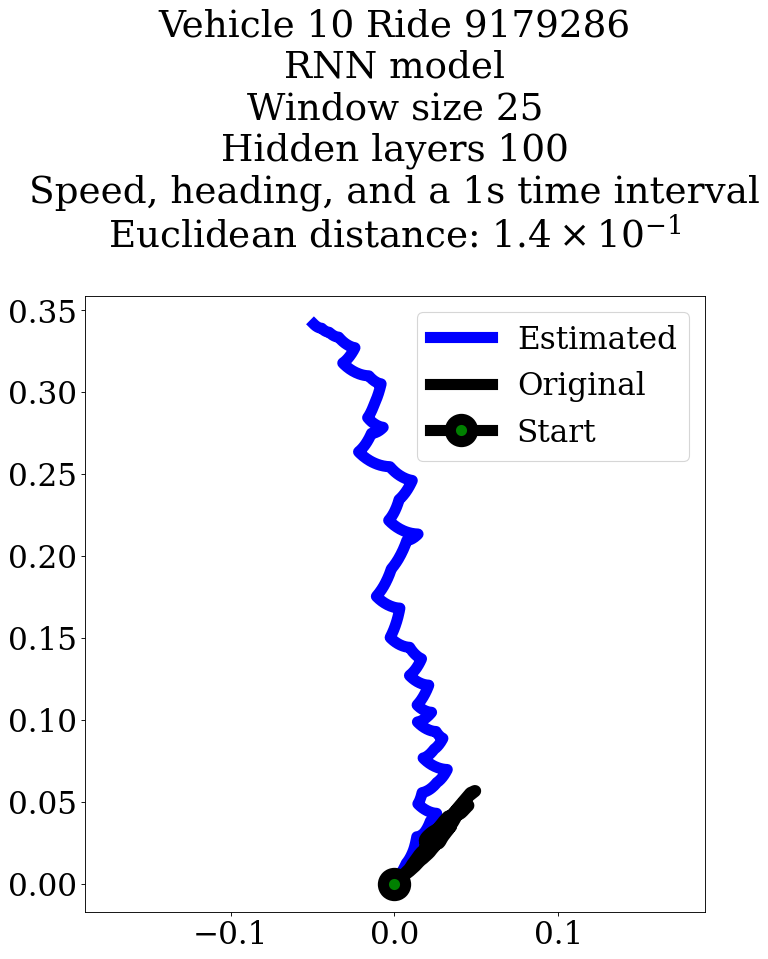 Vehicle 10 Ride 9179286
RNN model
Window size 25
Hidden layers 100
Speed, heading, and a 1s time interval
Euclidean distance: $1.4 \times 10^{-1}$
0.35
0.30
0.25
0.20
0.15
0.10
0.05
0.00
Estimated
Original
Start
−0.1
0.0
0.1